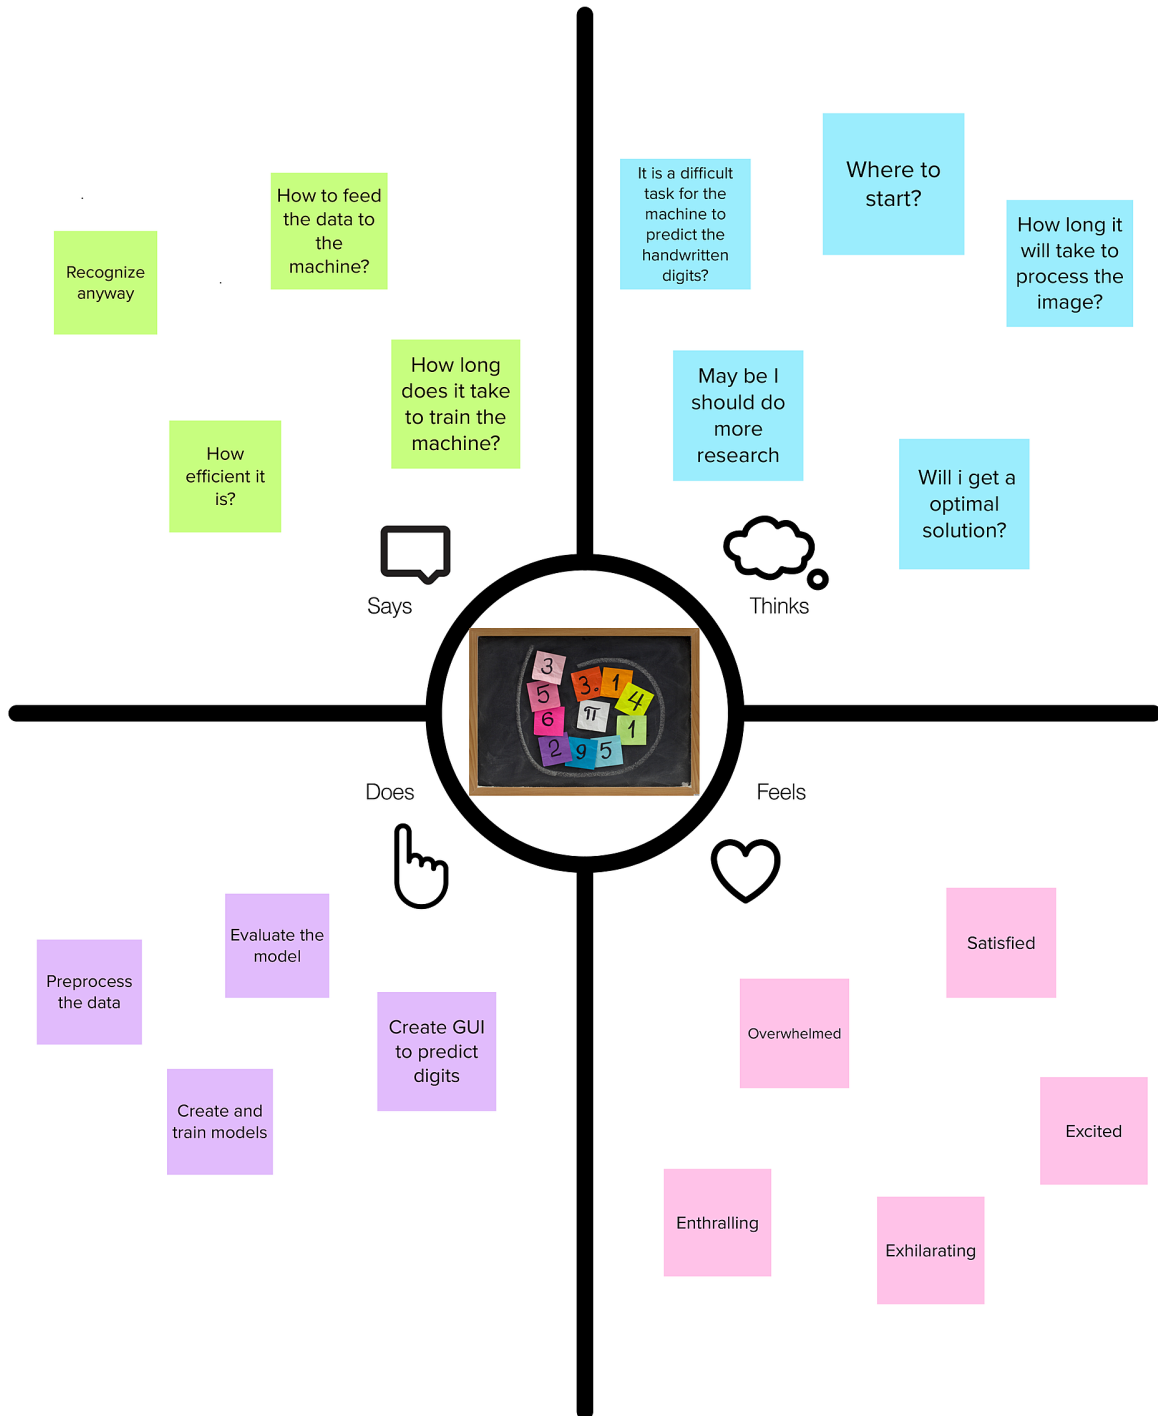 Recognize
anyway
How to feed
the data to
the
machine?
How long
does it take
to train the
machine?
How
efficient it
is?
Says
It is a difficult
task for the
machine to
predict the
handwritten
digits?
Where to
start?
How long it
will take to
process the
image?
May be I
should do
more
research
Will i get a
optimal
solution?
Thinks
3
5
6
2
9
5
1
4
3.
1
π
Does
Preprocess
the data
Evaluate the
model
Create GUI
to predict
digits
Create and
train models
Feels
Satisfied
Overwhelmed
Excited
Enthralling
Exhilarating